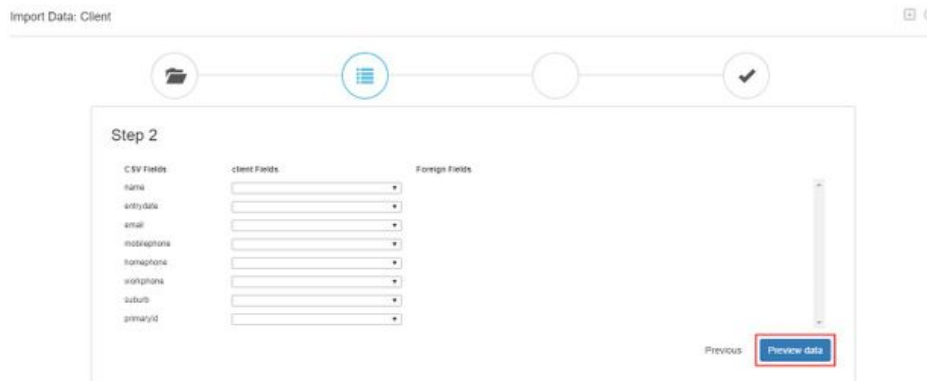 Import Data: Client
Step 2
CSV Fields client Fields Foreign Fields
name
entrydate
email
mobilephone
homephone
workphone
suburb
primaryid
Previous Preview data